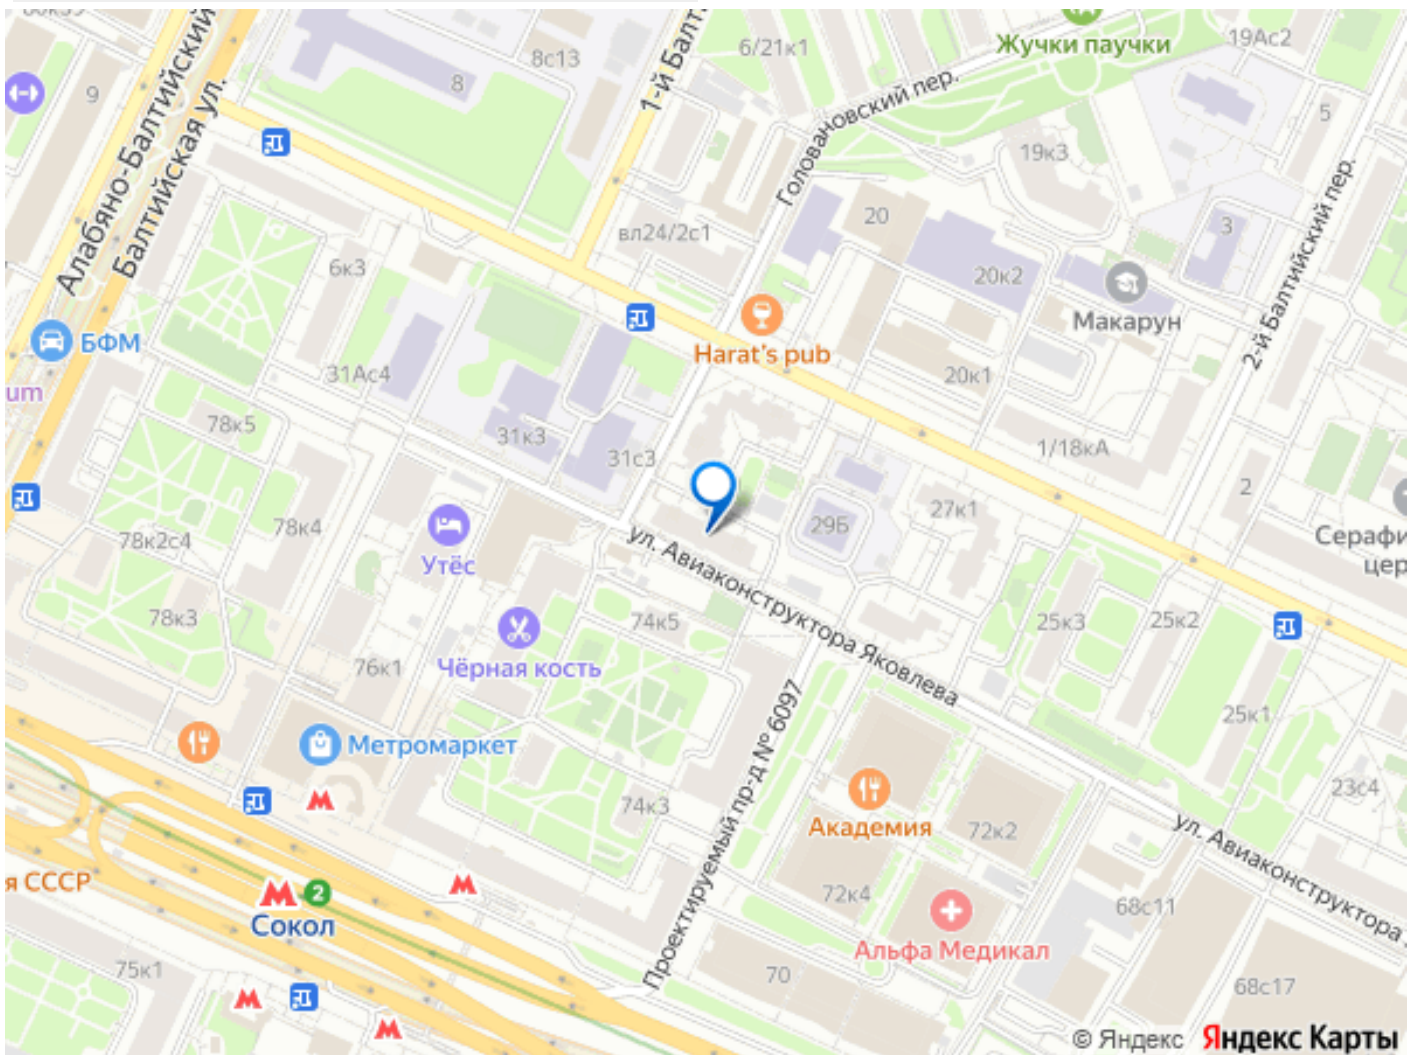 80к39
9
Алабяно-Балтийский
Балтийская ул.
8
8с13
1-й Балт
6/21к1
Жучки паучки
19Ас2
Головановский пер.
19к3
5
2-й Балтийский пер.
3
20
20к2
Макарун
20к1
1/18кА
2
вл24/2с1
Harat's pub
6к3
БФМ
um
31Ас4
78к5
31к3
31с3
78к4
78к2с4
78к3
Утёс
ул. Авиаконструктора Яковлева
29Б
27к1
Серафи
цер
25к3
25к2
25к1
23с4
74к5
Чёрная кость
76к1
Метромаркет
74к3
Проектируемый пр-д № 6097
Академия
72к2
72к4
Альфа Медикал
ул. Авиаконструктора
68с11
68с17
70
я СССР
2
Сокол
75к1
© Яндекс Яндекс Карты